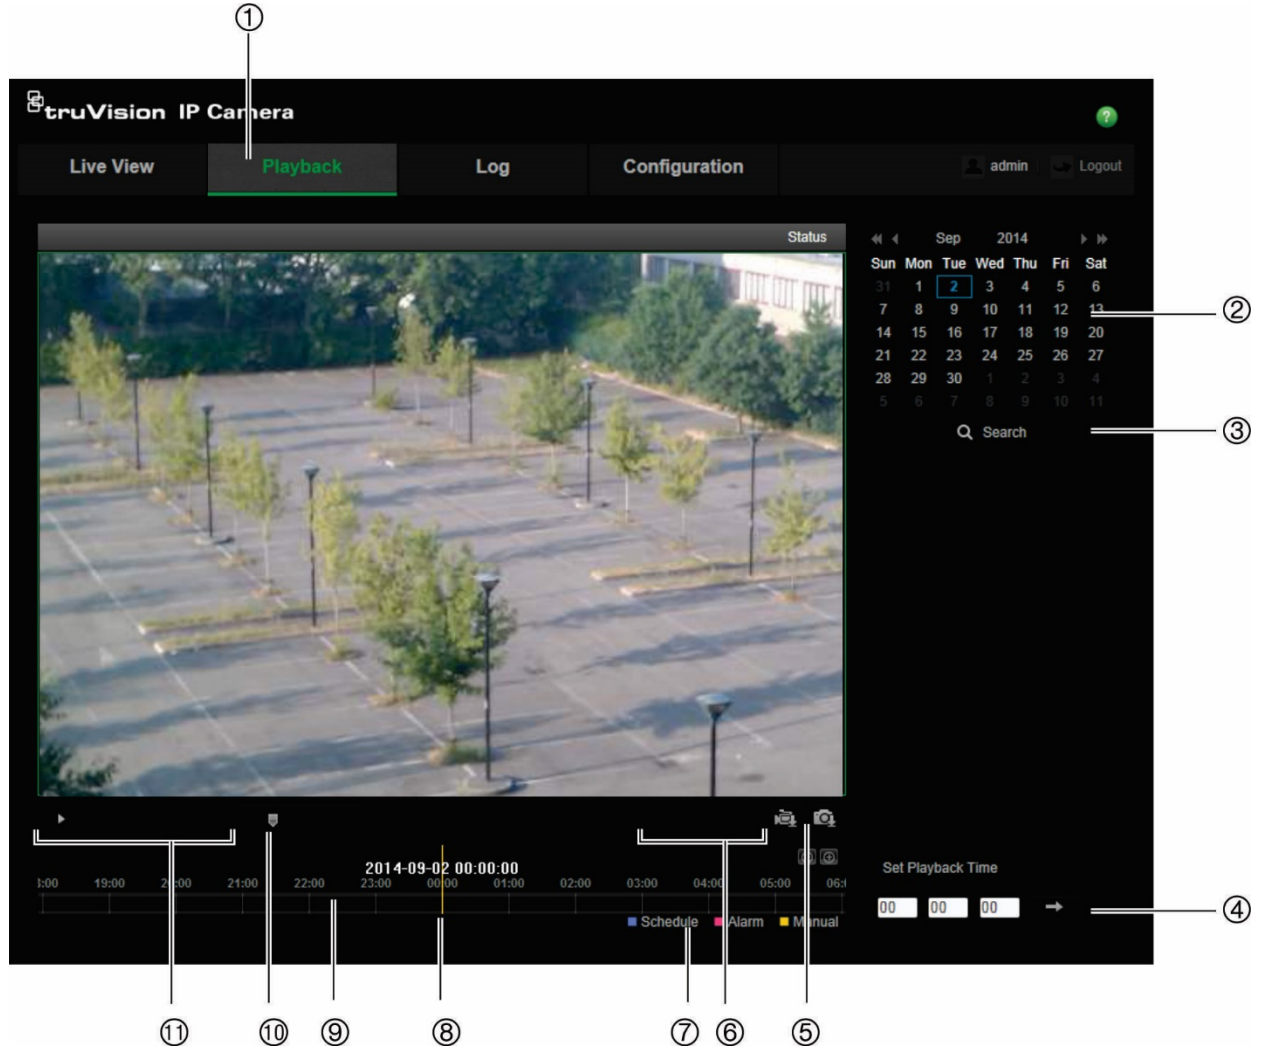 ①
truVision IP Camera
?
Live View Playback Log Configuration admin Logout
Status
Sep 2014
Sun Mon Tue Wed Thu Fri Sat
31 1 2 3 4 5 6
7 8 9 10 11 12 13
②
14 15 16 17 18 19 20
21 22 23 24 25 26 27
28 29 30 1 2 3 4
5 6 7 8 9 10 11
Search
③
2014-09-02 00:00:00
Set Playback Time
19:00 20:00 21:00 22:00 23:00 00:00 01:00 02:00 03:00 04:00 05:00
00 00 00
④
Schedule Alarm Manual
⑪ ⑩ ⑨ ⑧ ⑦ ⑥ ⑤